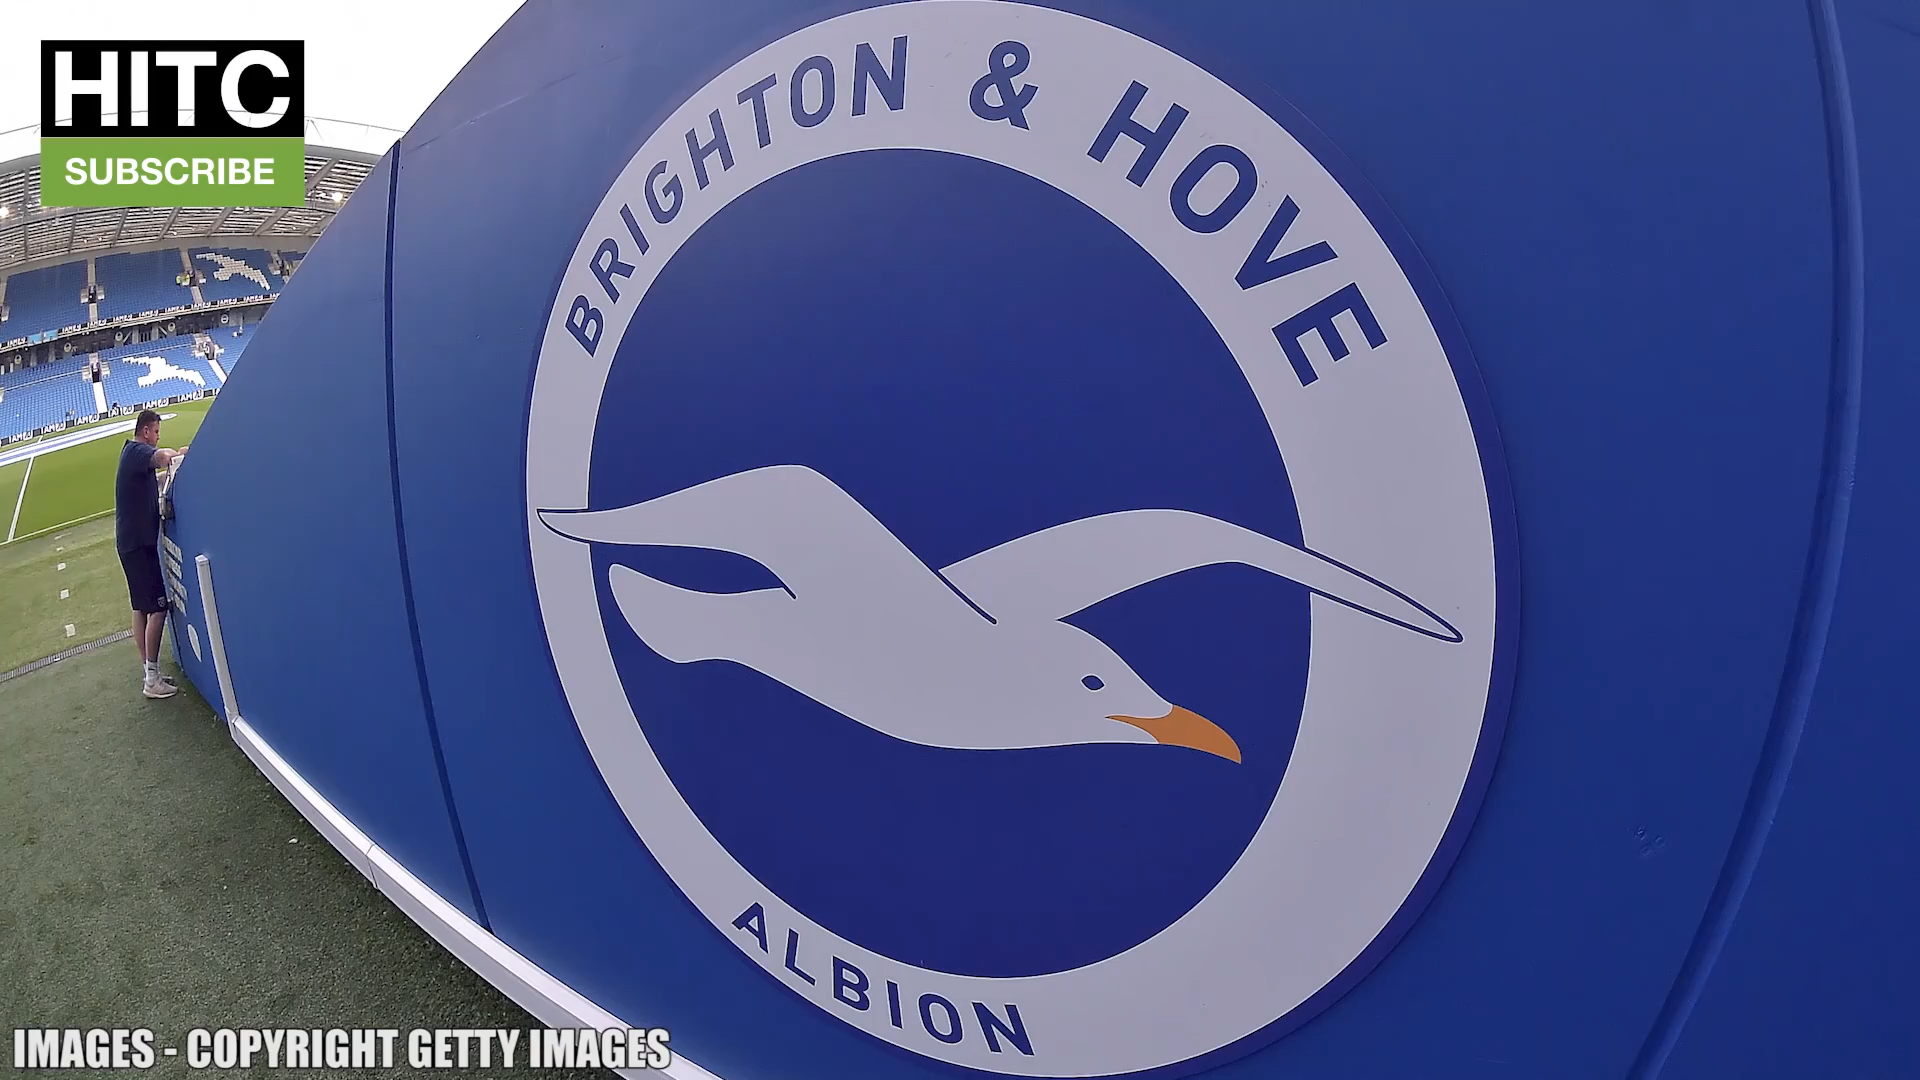 HITC
SUBSCRIBE
BRIGHTON & HOVE
ALBION
IMAGES - COPYRIGHT GETTY IMAGES